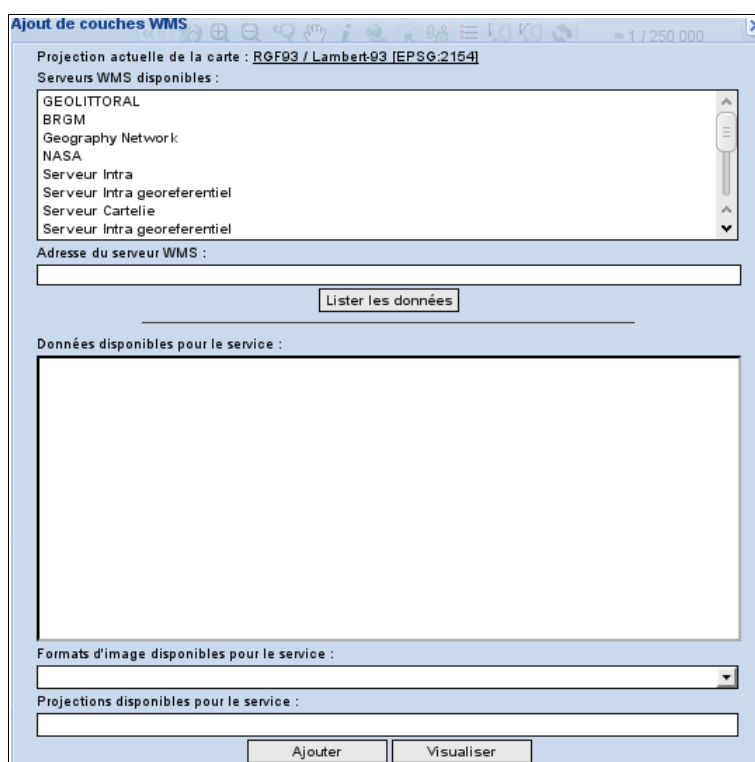 Ajout de couches WMS
≈ 1 / 250 000
Projection actuelle de la carte : RGF93 / Lambert-93 [EPSG:2154]
Serveurs WMS disponibles :
GEOLITTORAL
BRGM
Geography Network
NASA
Serveur Intra
Serveur Intra georeferentiel
Serveur Cartelie
Serveur Intra georeferentiel
Adresse du serveur WMS :
Lister les données
Données disponibles pour le service :
Formats d'image disponibles pour le service :
Projections disponibles pour le service :
Ajouter
Visualiser